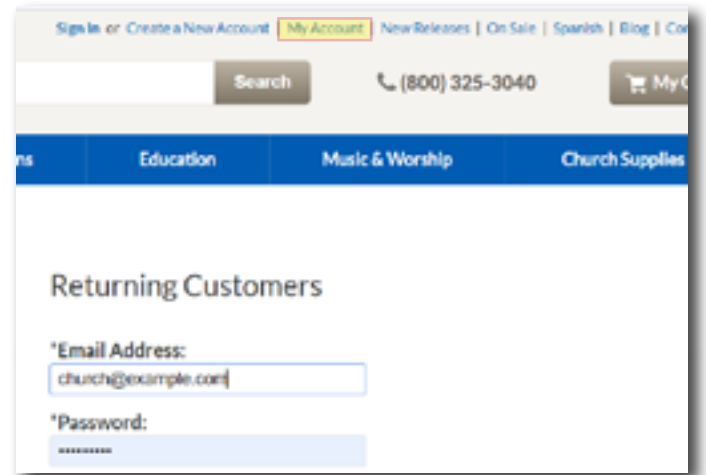 Sign In or Create a New Account | My Account | New Releases | On Sale | Spanish | Blog |
Search (800) 325-3040 My
Education Music & Worship Church Supplies
Returning Customers
*Email Address:
church@example.com
*Password:
•••••••••